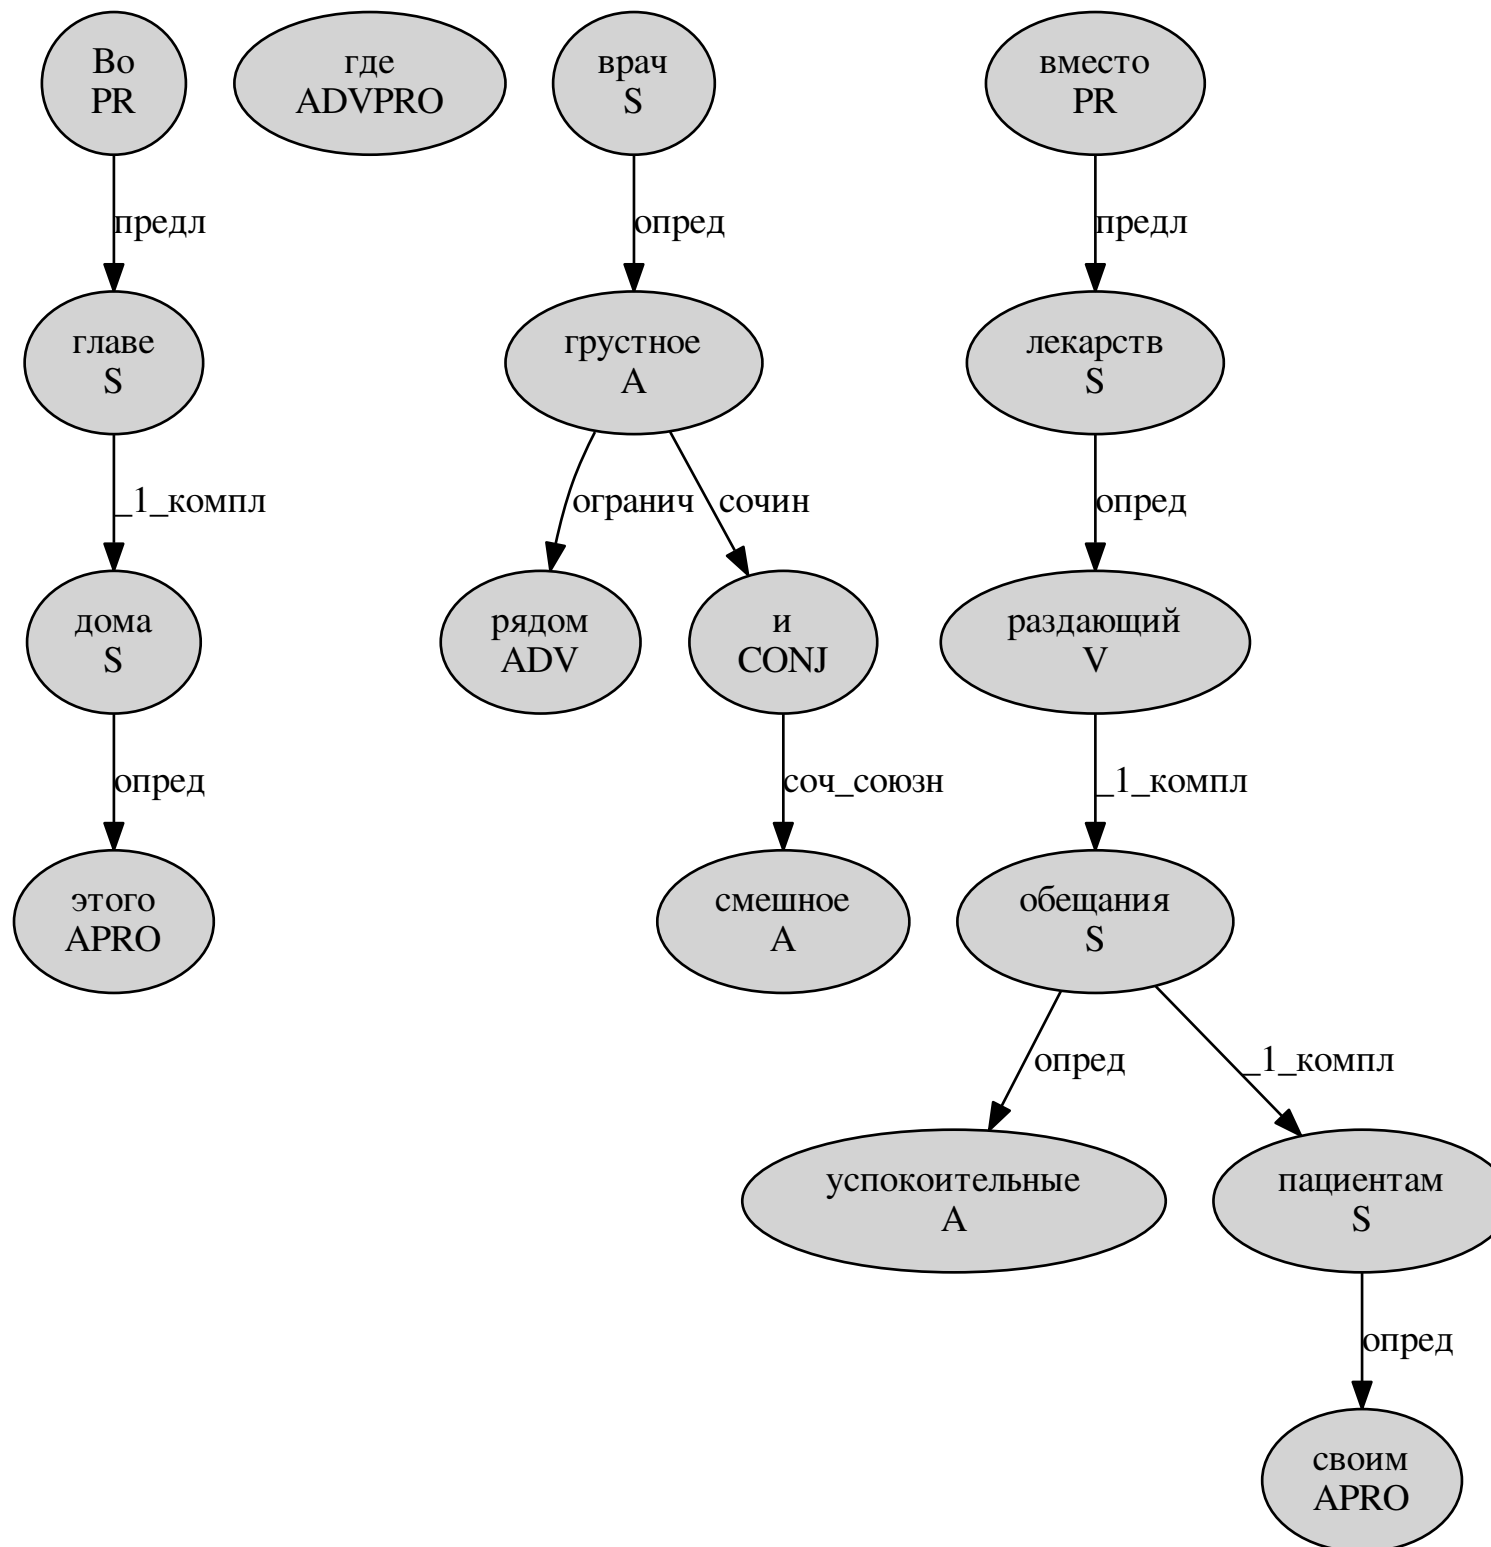 Во
PR
где
ADVPRO
врач
S
вместо
PR
предл
опред
предл
главе
S
грустное
A
лекарств
S
_1_компл
огранич
сочин
опред
дома
S
рядом
ADV
и
CONJ
раздающий
V
опред
соч_союзн
_1_компл
этого
APRO
смешное
A
обещания
S
опред
_1_компл
успокоительные
A
пациентам
S
опред
своим
APRO